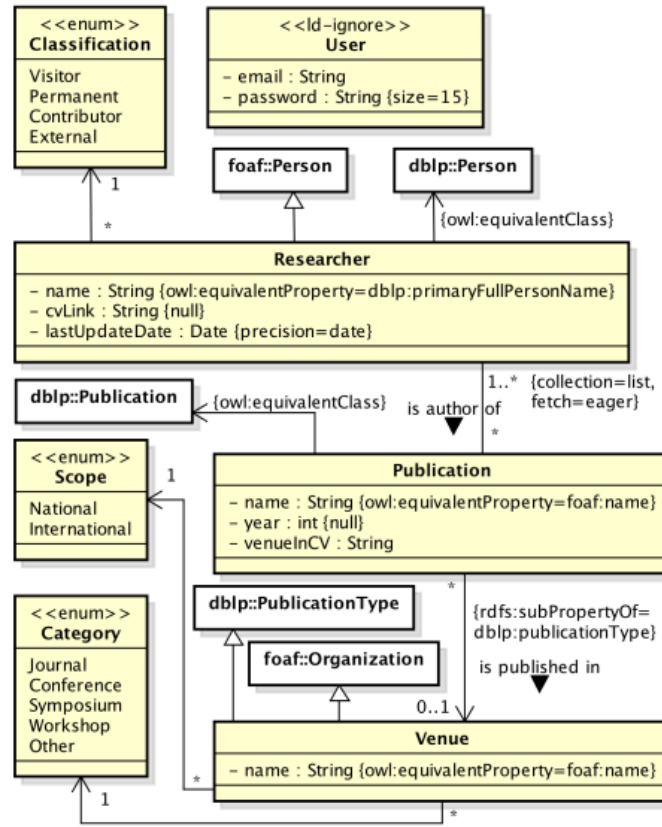 <<enum>>
Classification
Visitor
Permanent
Contributor
External
<<ld-ignore>>
User
- email : String
- password : String {size=15}
foaf::Person
dblp::Person
1
*
{owl:equivalentClass}
Researcher
- name : String {owl:equivalentProperty=dblp:primaryFullPersonName}
- cvLink : String {null}
- lastUpdateDate : Date {precision=date}
dblp::Publication
{owl:equivalentClass}
1..* {collection=list,
fetch=eager}
is author of
*
<<enum>>
Scope
National
International
1
Publication
- name : String {owl:equivalentProperty=foaf:name}
- year : int {null}
- venueInCV : String
dblp::PublicationType
foaf::Organization
*
{rdfs:subPropertyOf=
dblp:publicationType}
is published in
0..1
<<enum>>
Category
Journal
Conference
Symposium
Workshop
Other
Venue
- name : String {owl:equivalentProperty=foaf:name}
*
1
*